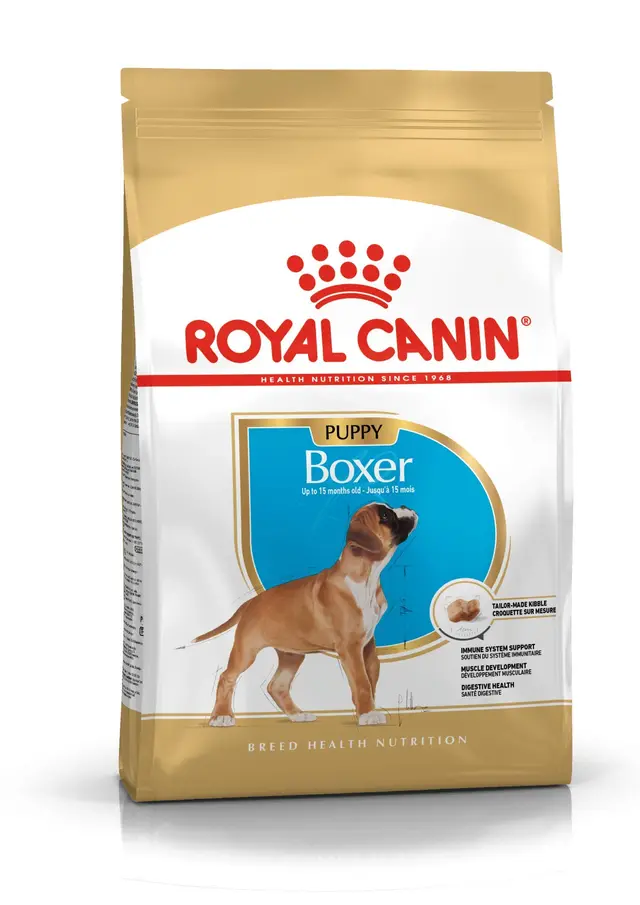 ROYAL CANIN®
HEALTH NUTRITION SINCE 1968
PUPPY
Boxer
Up to 15 months old - Jusqu'à 15 mois
TAILOR-MADE KIBBLE
CROQUETTE SUR MESURE
IMMUNE SYSTEM SUPPORT
SOUTIEN DU SYSTÈME IMMUNITAIRE
MUSCLE DEVELOPMENT
DÉVELOPPEMENT MUSCULAIRE
DIGESTIVE HEALTH
SANTÉ DIGESTIVE
BREED HEALTH NUTRITION